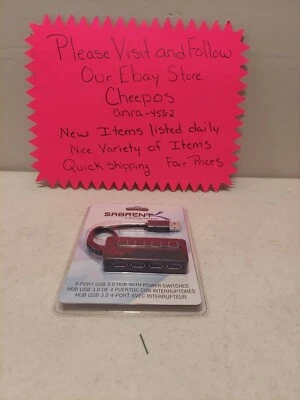 Please Visit and Follow
Our Ebay Store
Cheepos
anra-4562
New Items listed daily
Nice Variety of Items
Quick shipping Fair Prices
SABRENT
4-PORT USB 3.0 HUB WITH POWER SWITCHES
HUB USB 3.0 DE 4 PUERTOS CON INTERRUPTORES
HUB USB 3.0 4-PORT AVEC INTERRUPTEUR